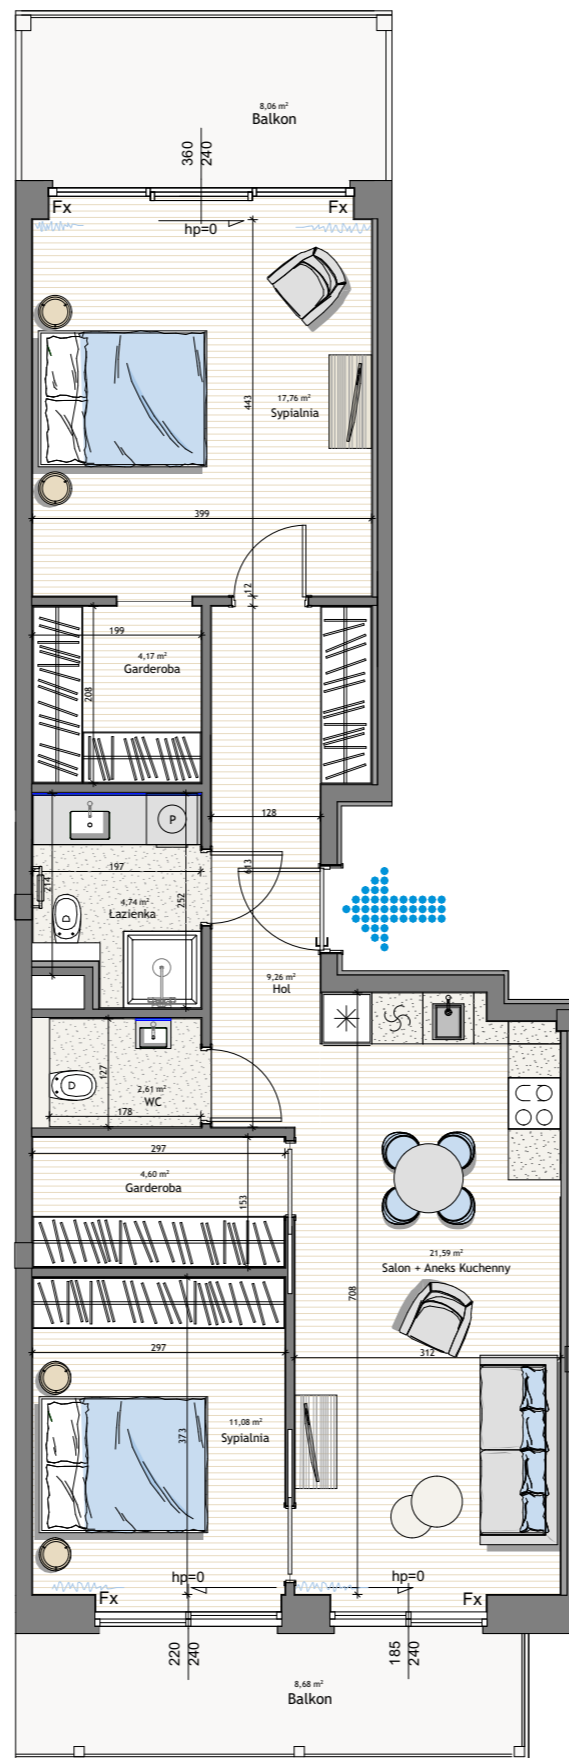 8,06 m²
Balkon
360
240
Fx
Fx
hp=0
443
17,76 m²
Sypialnia
399
12
199
4,17 m²
Garderoba
208
P
128
197
613
214
4,74 m²
Łazienka
252
D
9,26 m²
Hol
127
D
2,61 m²
WC
178
297
4,60 m²
Garderoba
153
21,59 m²
Salon + Aneks Kuchenny
708
297
312
11,08 m²
Sypialnia
373
hp=0
hp=0
Fx
Fx
220
240
185
240
8,68 m²
Balkon